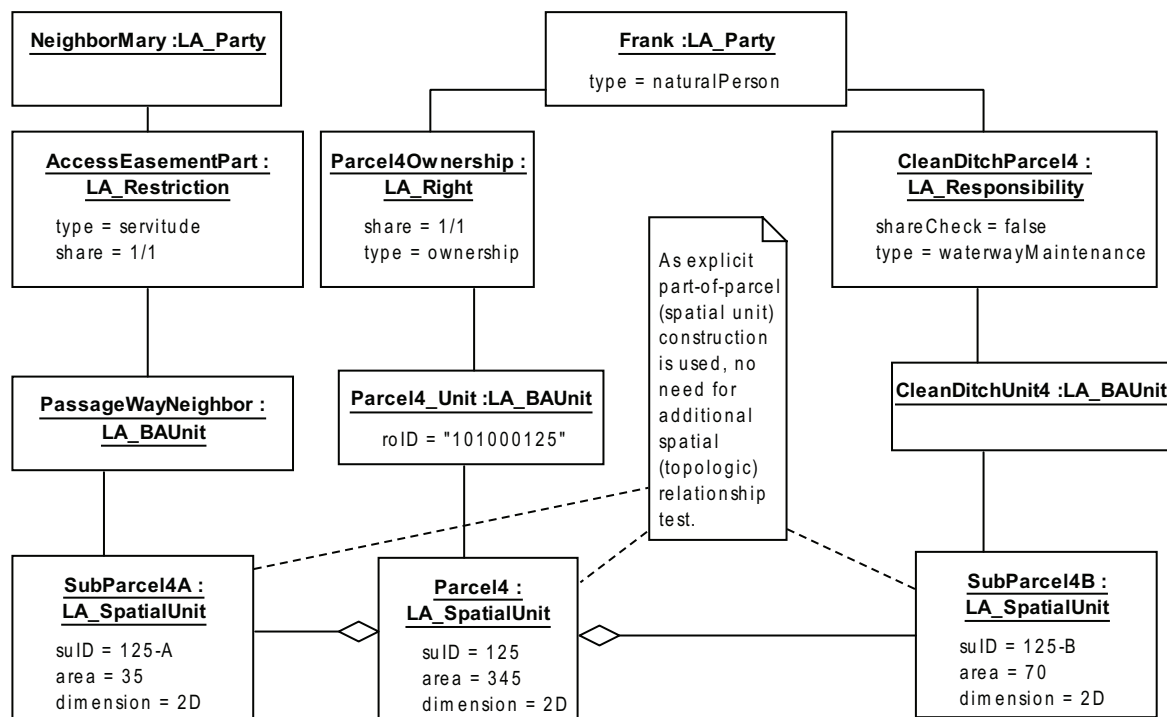 NeighborMary :LA_Party
Frank :LA_Party
type = naturalPerson
AccessEasementPart :
LA_Restriction
type = servitude
share = 1/1
Parcel4Ownership :
LA_Right
share = 1/1
type = ownership
CleanDitchParcel4 :
LA_Responsibility
shareCheck = false
type = waterwayMaintenance
As explicit
part-of-parcel
(spatial unit)
construction
is used, no
need for
additional
spatial
(topologic)
relationship
test.
PassageWayNeighbor :
LA_BAUnit
Parcel4_Unit :LA_BAUnit
roID = "101000125"
CleanDitchUnit4 :LA_BAUnit
SubParcel4A :
LA_SpatialUnit
suID = 125-A
area = 35
dimension = 2D
Parcel4 :
LA_SpatialUnit
suID = 125
area = 345
dimension = 2D
SubParcel4B :
LA_SpatialUnit
suID = 125-B
area = 70
dimension = 2D